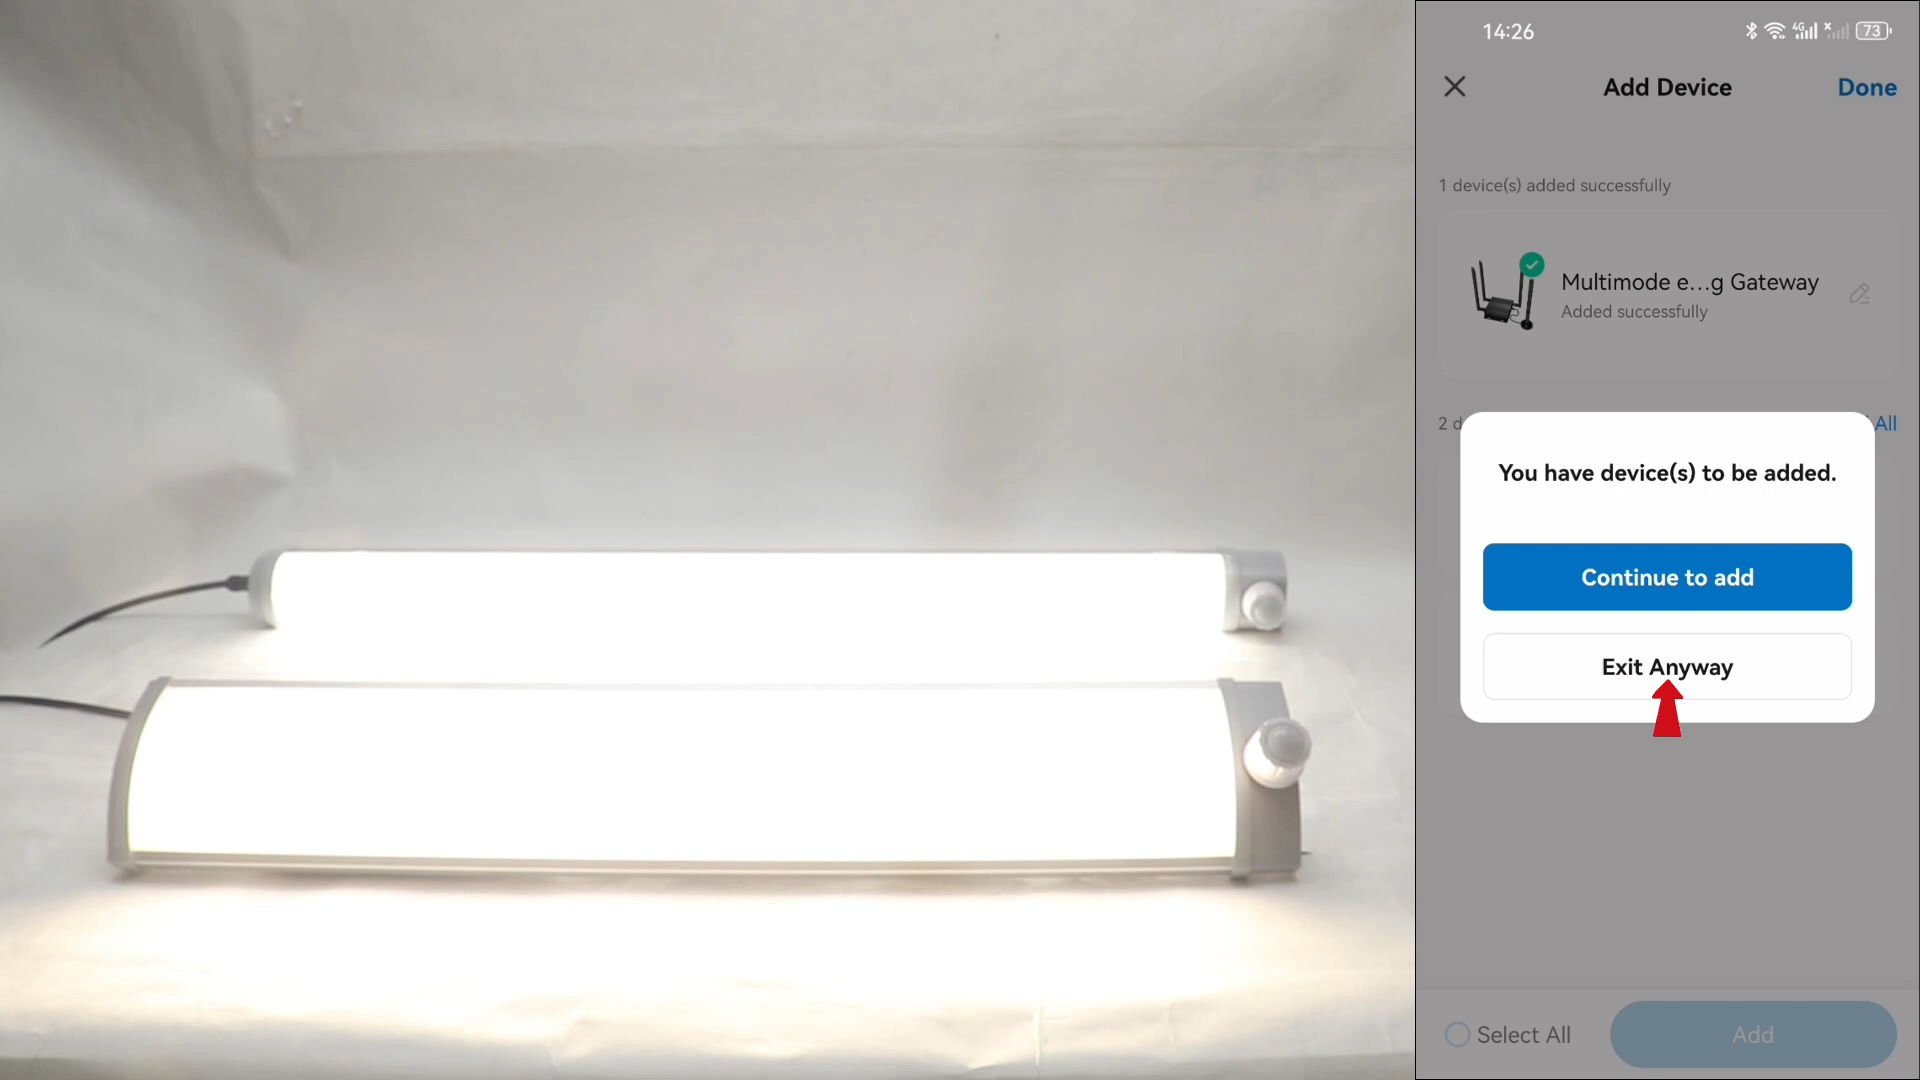 14:26
4G
73
Add Device
Done
1 device(s) added successfully
Multimode e...g Gateway
Added successfully
2 d
All
You have device(s) to be added.
Continue to add
Exit Anyway
Select All
Add